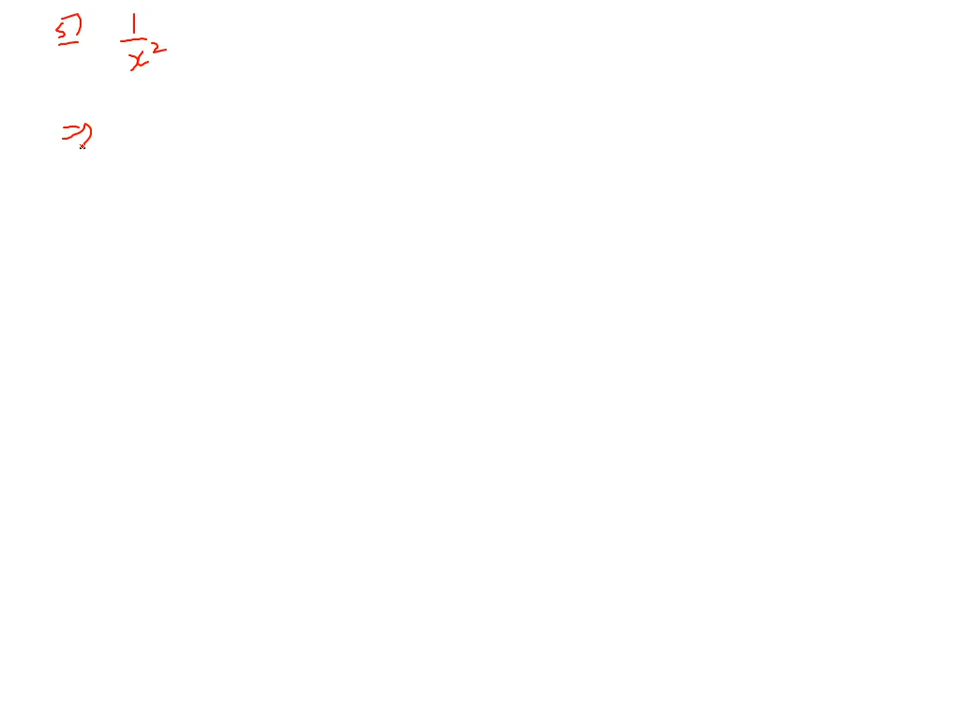 5) 1/x²
⇒